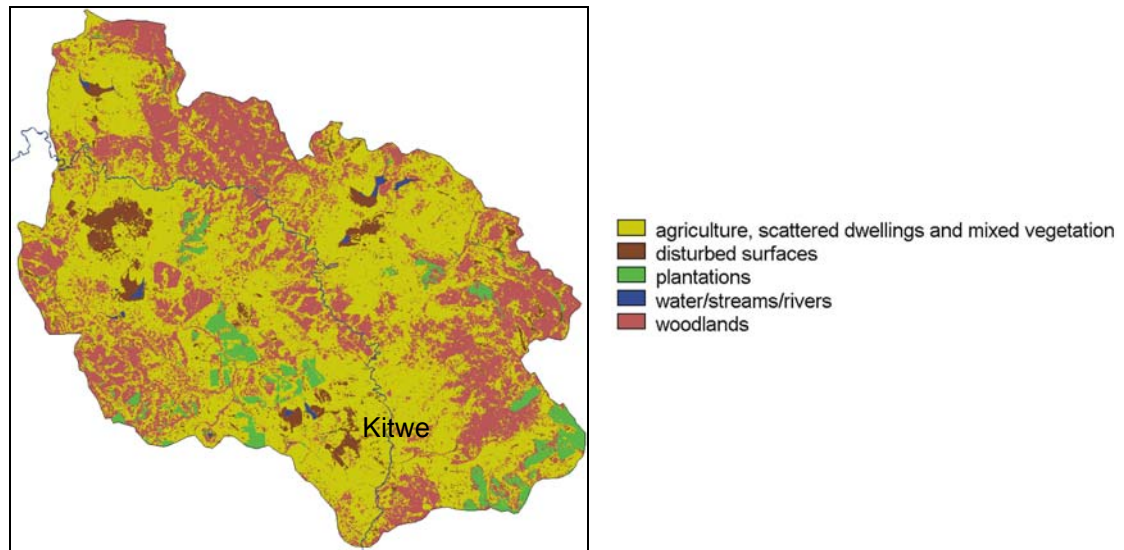 Kitwe
agriculture, scattered dwellings and mixed vegetation
disturbed surfaces
plantations
water/streams/rivers
woodlands